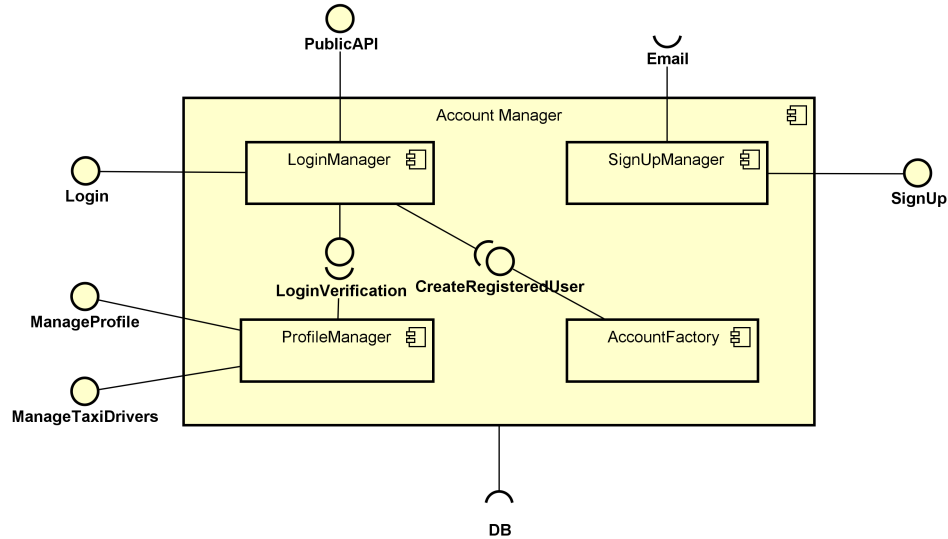 PublicAPI
Email
Account Manager
LoginManager
SignUpManager
Login
SignUp
LoginVerification
CreateRegisteredUser
ManageProfile
ProfileManager
AccountFactory
ManageTaxiDrivers
DB